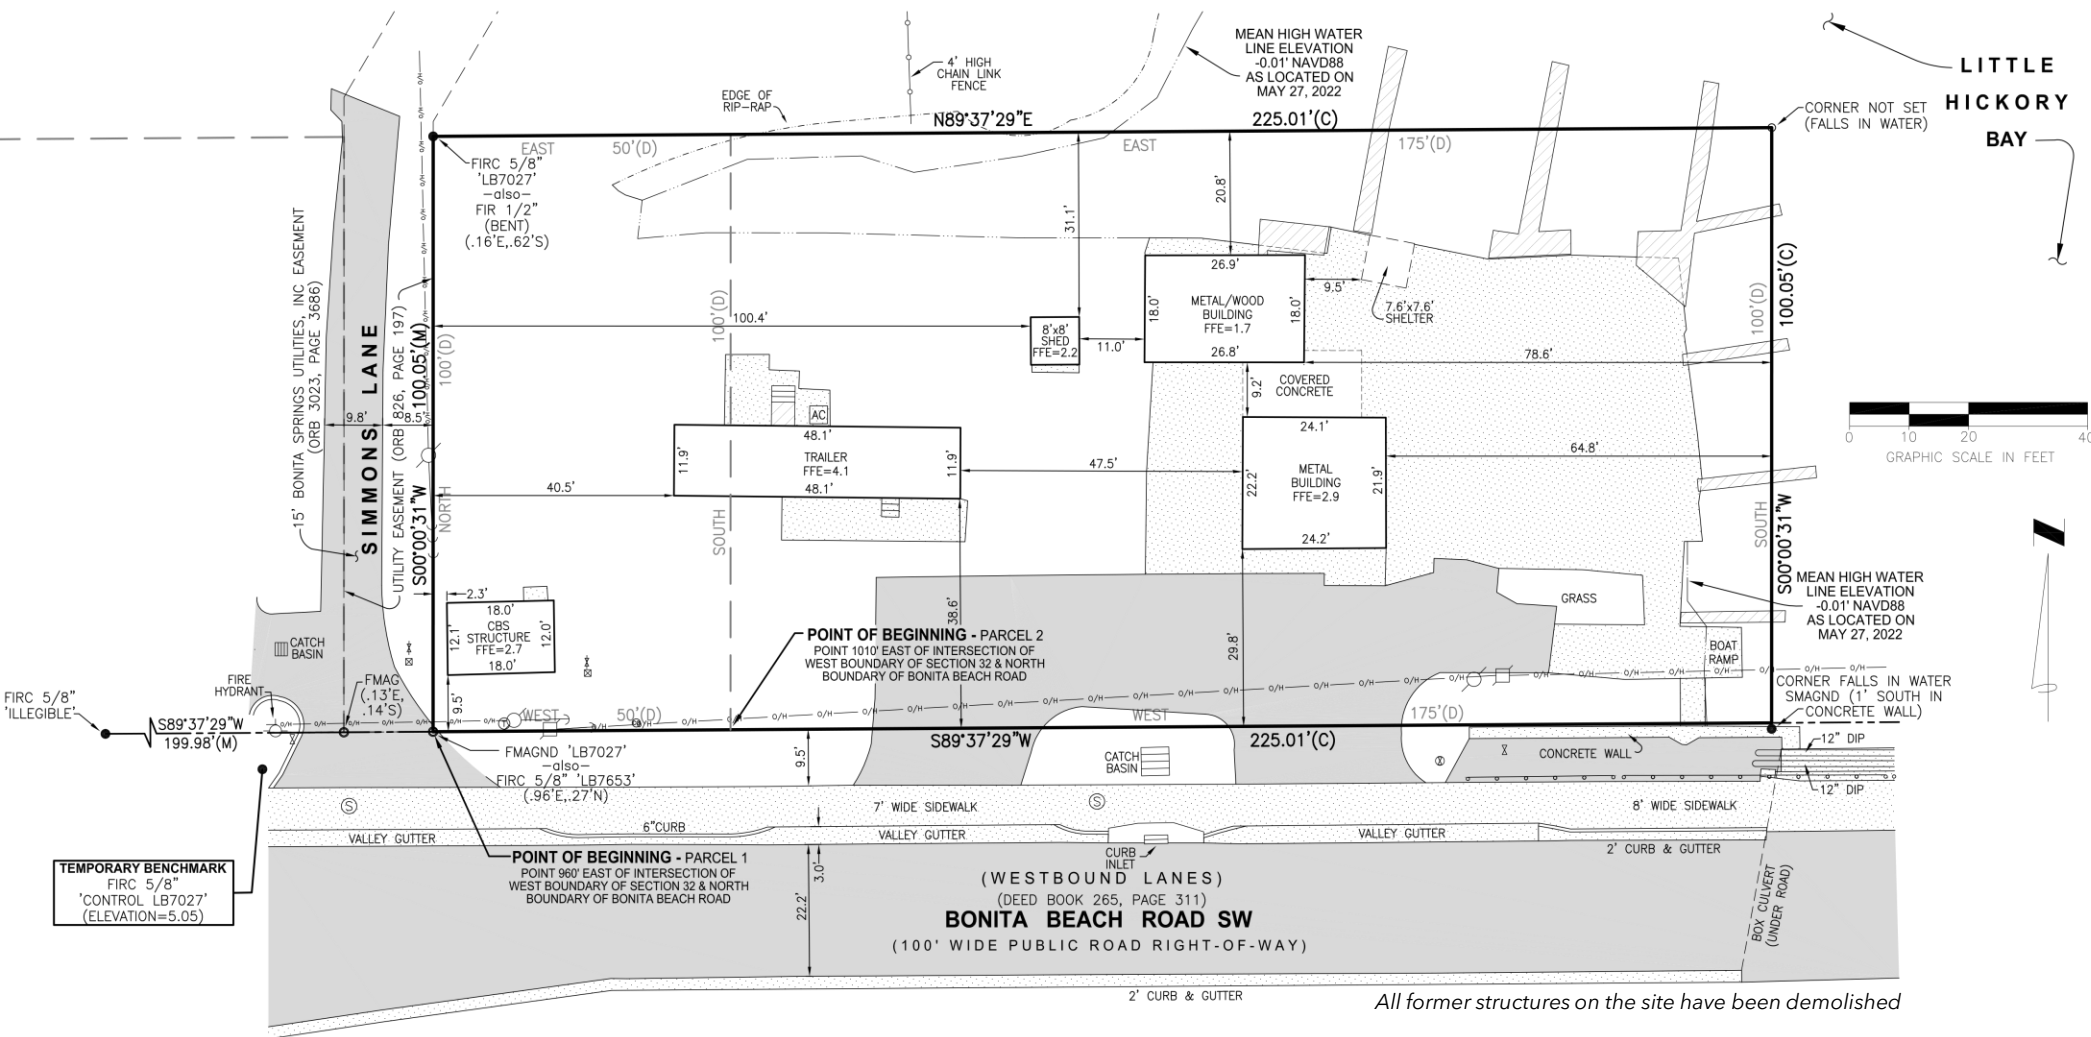 MEAN HIGH WATER
LINE ELEVATION
-0.01' NAVD88
AS LOCATED ON
MAY 27, 2022
4' HIGH
CHAIN LINK
FENCE
EDGE OF
RIP-RAP
N89°37'29"E
225.01'(C)
CORNER NOT SET
(FALLS IN WATER)
LITTLE
HICKORY
BAY
EAST
50'(D)
EAST
175'(D)
FIRC 5/8"
'LB7027'
-also-
FIR 1/2"
(BENT)
(.16'E,.62'S)
15' BONITA SPRINGS UTILITIES, INC EASEMENT
(ORB 3023, PAGE 3686)
SIMMONS LANE
UTILITY EASEMENT (ORB 826, PAGE 197)
S00°00'31"W
100.05'(M)
NORTH
100'(D)
9.8'
8.5'
SOUTH
100'(D)
100.4'
31.1'
20.8'
8'x8'
SHED
FFE=2.2
11.0'
26.9'
18.0'
METAL/WOOD
BUILDING
FFE=1.7
18.0'
26.8'
9.5'
7.6'x7.6'
SHELTER
78.6'
9.2'
COVERED
CONCRETE
AC
48.1'
11.9'
TRAILER
FFE=4.1
11.9'
48.1'
40.5'
47.5'
24.1'
22.2'
METAL
BUILDING
FFE=2.9
21.9'
24.2'
64.8'
SOUTH
100'(D)
S00°00'31"W
100.05'(C)
0 10 20 40
GRAPHIC SCALE IN FEET
MEAN HIGH WATER
LINE ELEVATION
-0.01' NAVD88
AS LOCATED ON
MAY 27, 2022
GRASS
BOAT
RAMP
2.3'
18.0'
12.1'
CBS
STRUCTURE
FFE=2.7
12.0'
18.0'
9.5'
38.6'
29.8'
CATCH
BASIN
FIRE
HYDRANT
FMAG
(.13'E,
.14'S)
FIRC 5/8"
'ILLEGIBLE'
S89°37'29"W
199.98'(M)
POINT OF BEGINNING - PARCEL 2
POINT 1010' EAST OF INTERSECTION OF
WEST BOUNDARY OF SECTION 32 & NORTH
BOUNDARY OF BONITA BEACH ROAD
O/H
WEST
50'(D)
WEST
175'(D)
S89°37'29"W
225.01'(C)
CORNER FALLS IN WATER
SMAGND (1' SOUTH IN
CONCRETE WALL)
FMAGND 'LB7027'
-also-
FIRC 5/8" 'LB7653'
(.96'E,.27'N)
9.5'
CATCH
BASIN
CONCRETE WALL
12" DIP
12" DIP
S
S
7' WIDE SIDEWALK
8' WIDE SIDEWALK
6"CURB
VALLEY GUTTER
VALLEY GUTTER
VALLEY GUTTER
2' CURB & GUTTER
CURB
INLET
3.0'
22.2'
TEMPORARY BENCHMARK
FIRC 5/8"
'CONTROL LB7027'
(ELEVATION=5.05)
POINT OF BEGINNING - PARCEL 1
POINT 960' EAST OF INTERSECTION OF
WEST BOUNDARY OF SECTION 32 & NORTH
BOUNDARY OF BONITA BEACH ROAD
(WESTBOUND LANES)
(DEED BOOK 265, PAGE 311)
BONITA BEACH ROAD SW
(100' WIDE PUBLIC ROAD RIGHT-OF-WAY)
BOX CULVERT
(UNDER ROAD)
2' CURB & GUTTER
All former structures on the site have been demolished